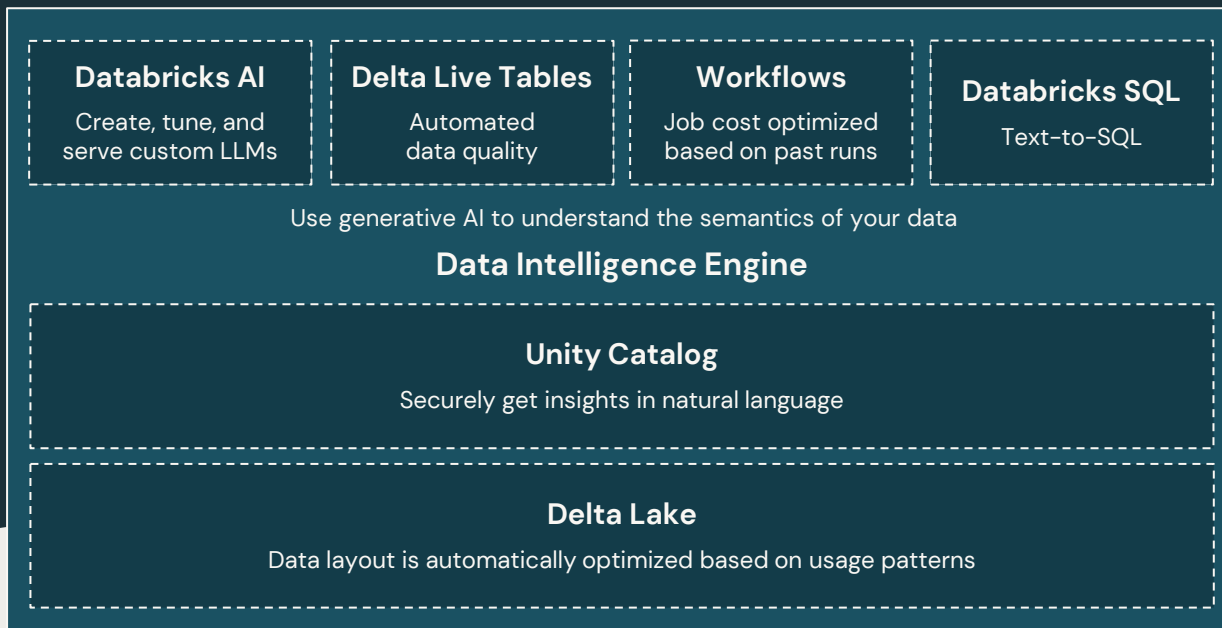 Databricks AI
Create, tune, and
serve custom LLMs
Delta Live Tables
Automated
data quality
Workflows
Job cost optimized
based on past runs
Databricks SQL
Text-to-SQL
Use generative AI to understand the semantics of your data
Data Intelligence Engine
Unity Catalog
Securely get insights in natural language
Delta Lake
Data layout is automatically optimized based on usage patterns